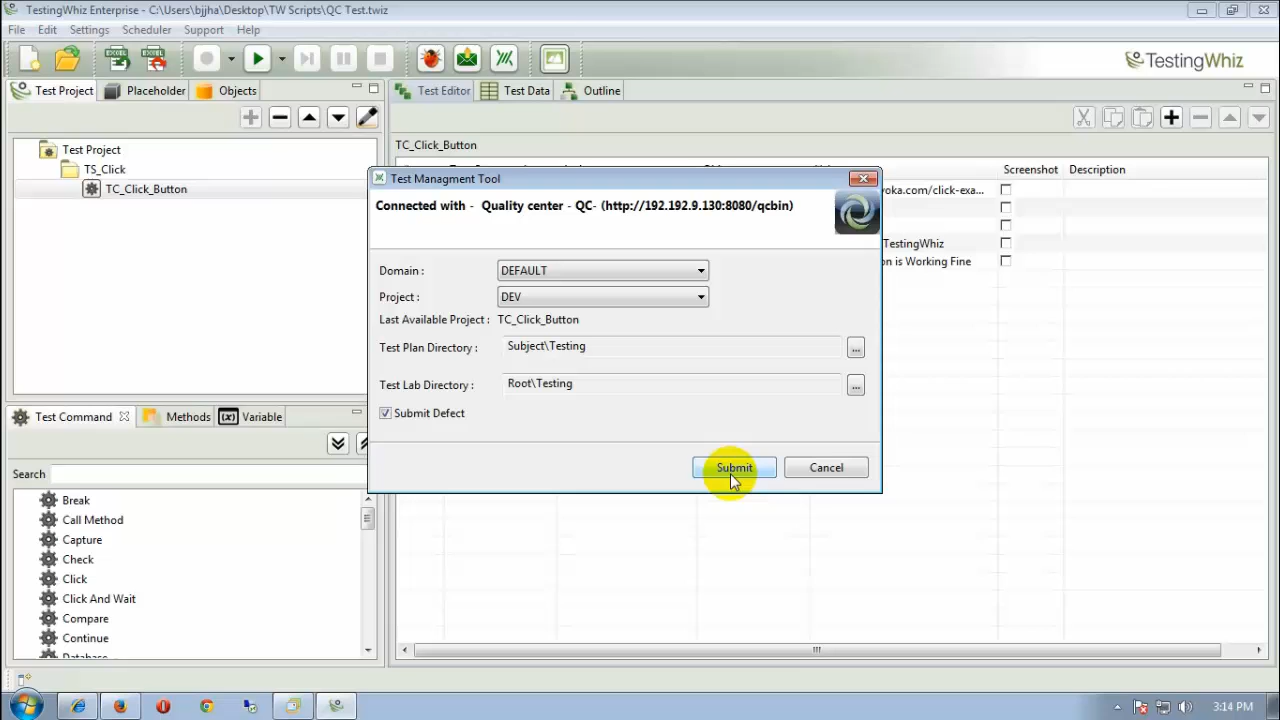 TestingWhiz Enterprise - C:\Users\bjjha\Desktop\TW Scripts\QC Test.twiz
File Edit Settings Scheduler Support Help
TestingWhiz
Test Project Placeholder Objects
Test Editor Test Data Outline
Test Project
TS_Click
TC_Click_Button
TC_Click_Button
Screenshot Description
voka.com/click-exa...
TestingWhiz
on is Working Fine
Test Managment Tool
Connected with - Quality center - QC- (http://192.192.9.130:8080/qcbin)
Domain : DEFAULT
Project : DEV
Last Available Project : TC_Click_Button
Test Plan Directory : Subject\Testing ...
Test Lab Directory : Root\Testing ...
Submit Defect
Submit Cancel
Test Command Methods (x) Variable
Search
Break
Call Method
Capture
Check
Click
Click And Wait
Compare
Continue
Database
3:14 PM